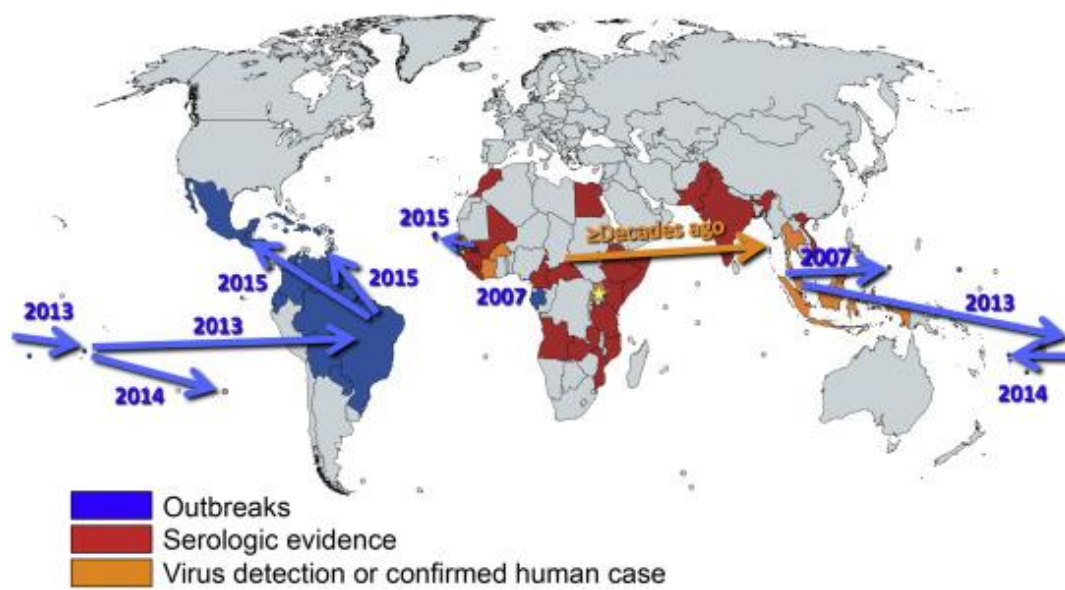 2015
≥Decades ago
2007
2015
2015
2007
2013
2013
2013
2014
2014
Outbreaks
Serologic evidence
Virus detection or confirmed human case